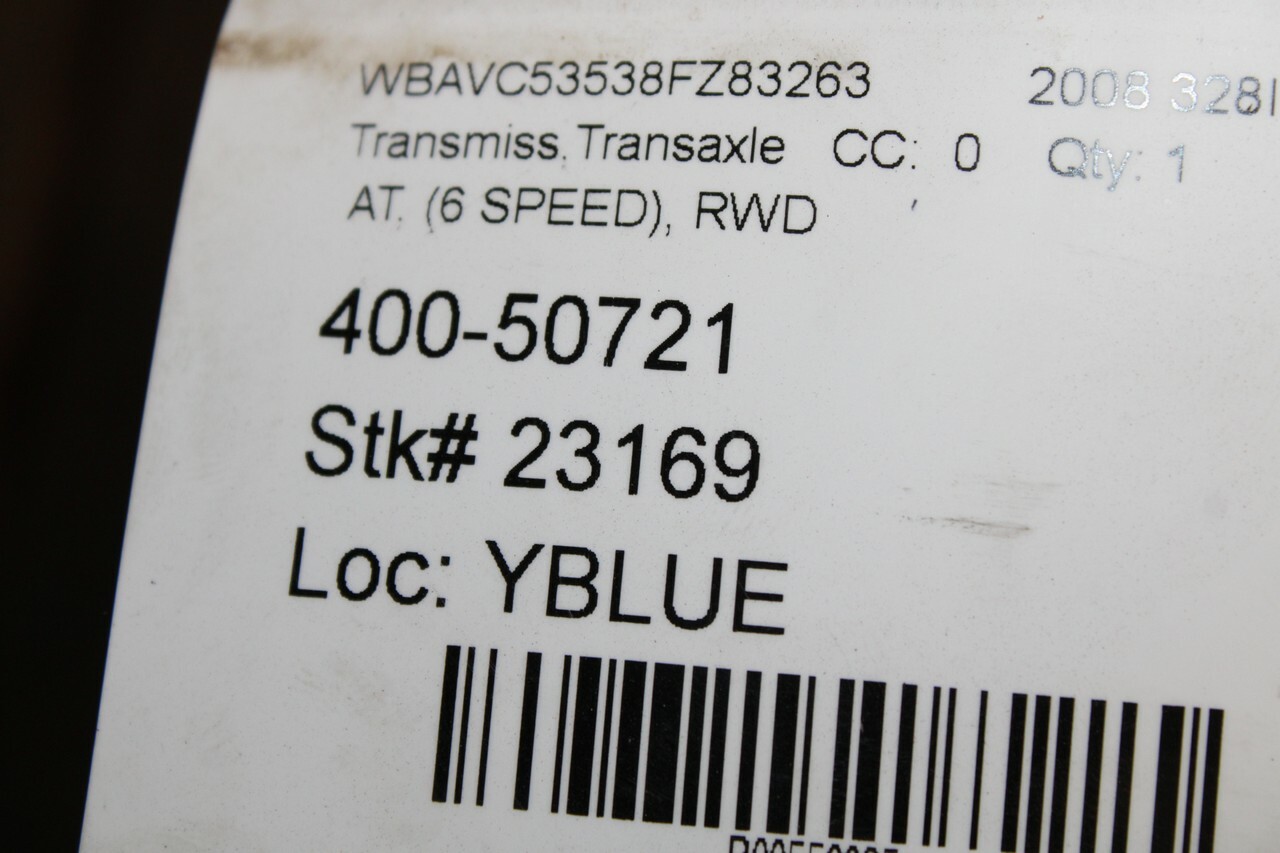 WBAVC53538FZ83263 2008 328I
Transmiss. Transaxle CC: 0 Qty: 1
AT, (6 SPEED), RWD
400-50721
Stk# 23169
Loc: YBLUE